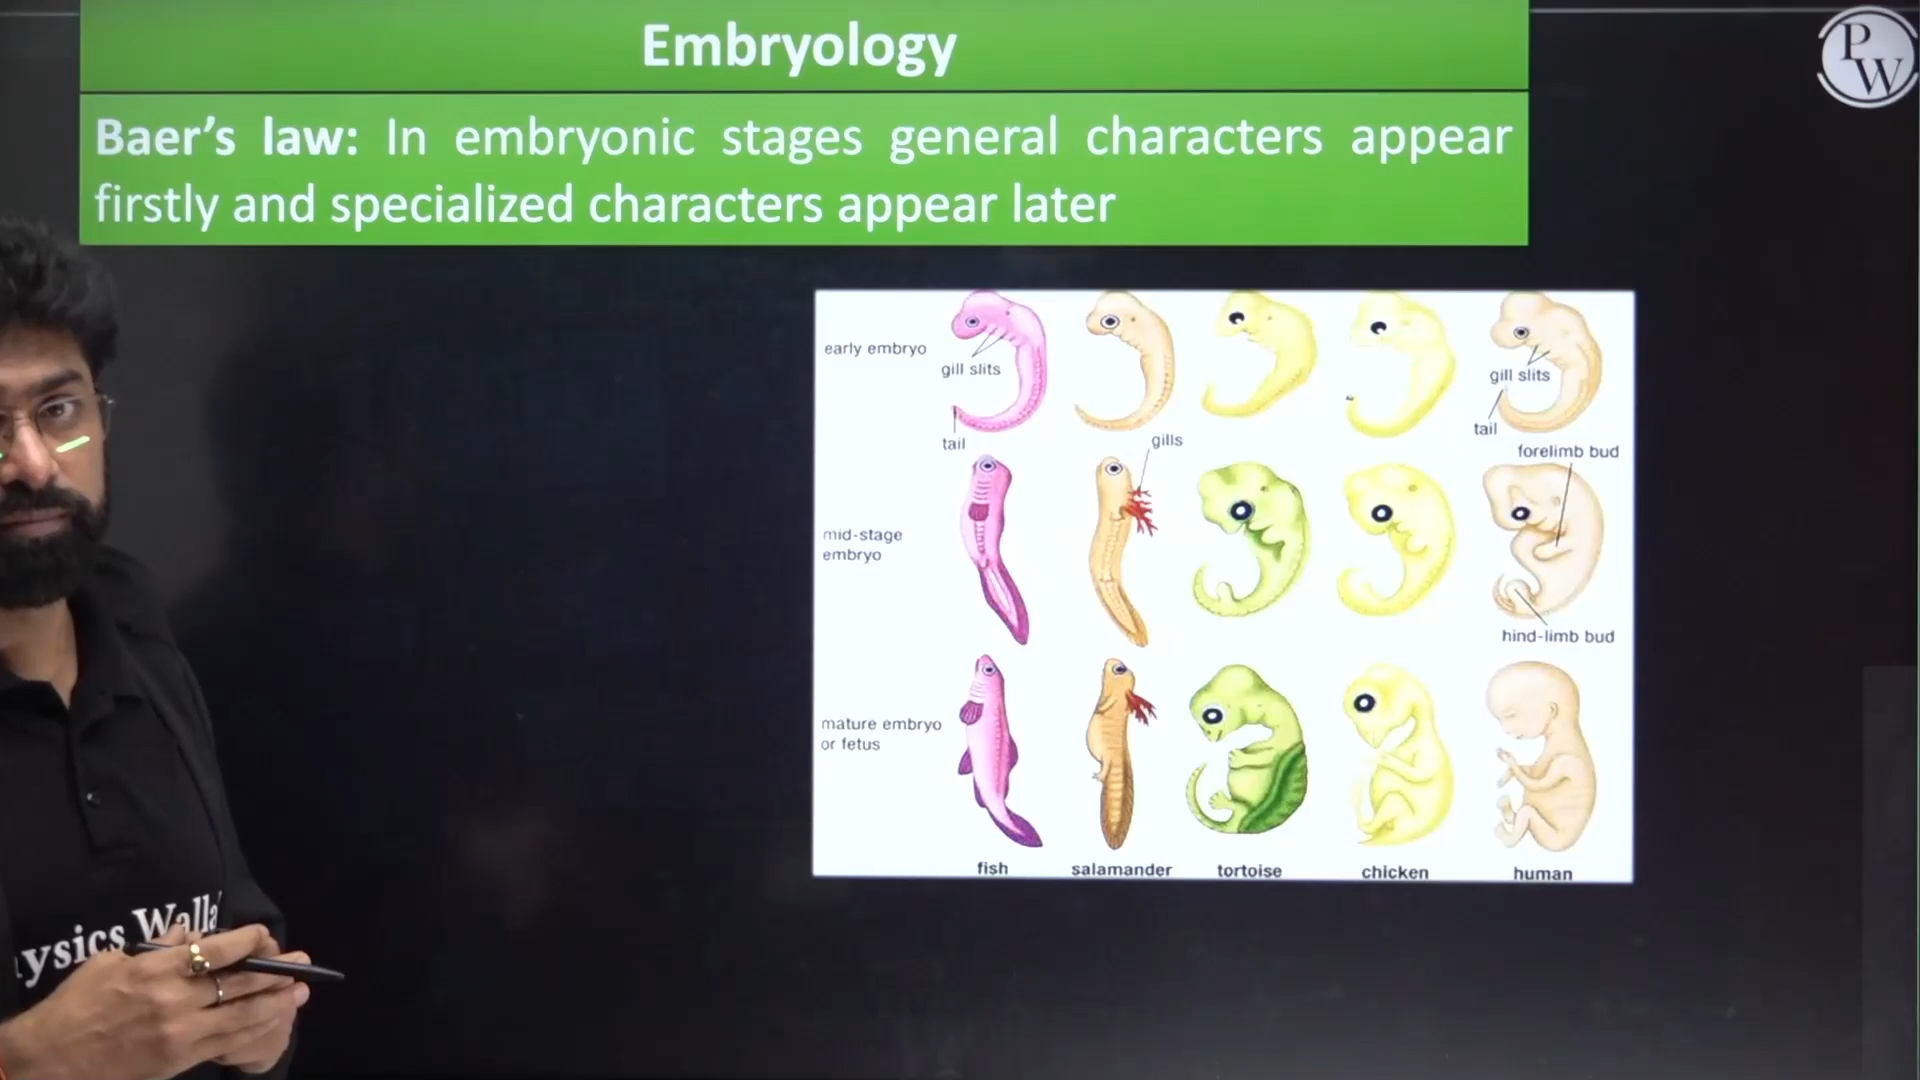 Embryology
P
W
Baer's law: In embryonic stages general characters appear
firstly and specialized characters appear later
early embryo
gill slits
tail
gills
gill slits
tail
forelimb bud
mid-stage
embryo
hind-limb bud
mature embryo
or fetus
fish
salamander
tortoise
chicken
human
ysics Walla